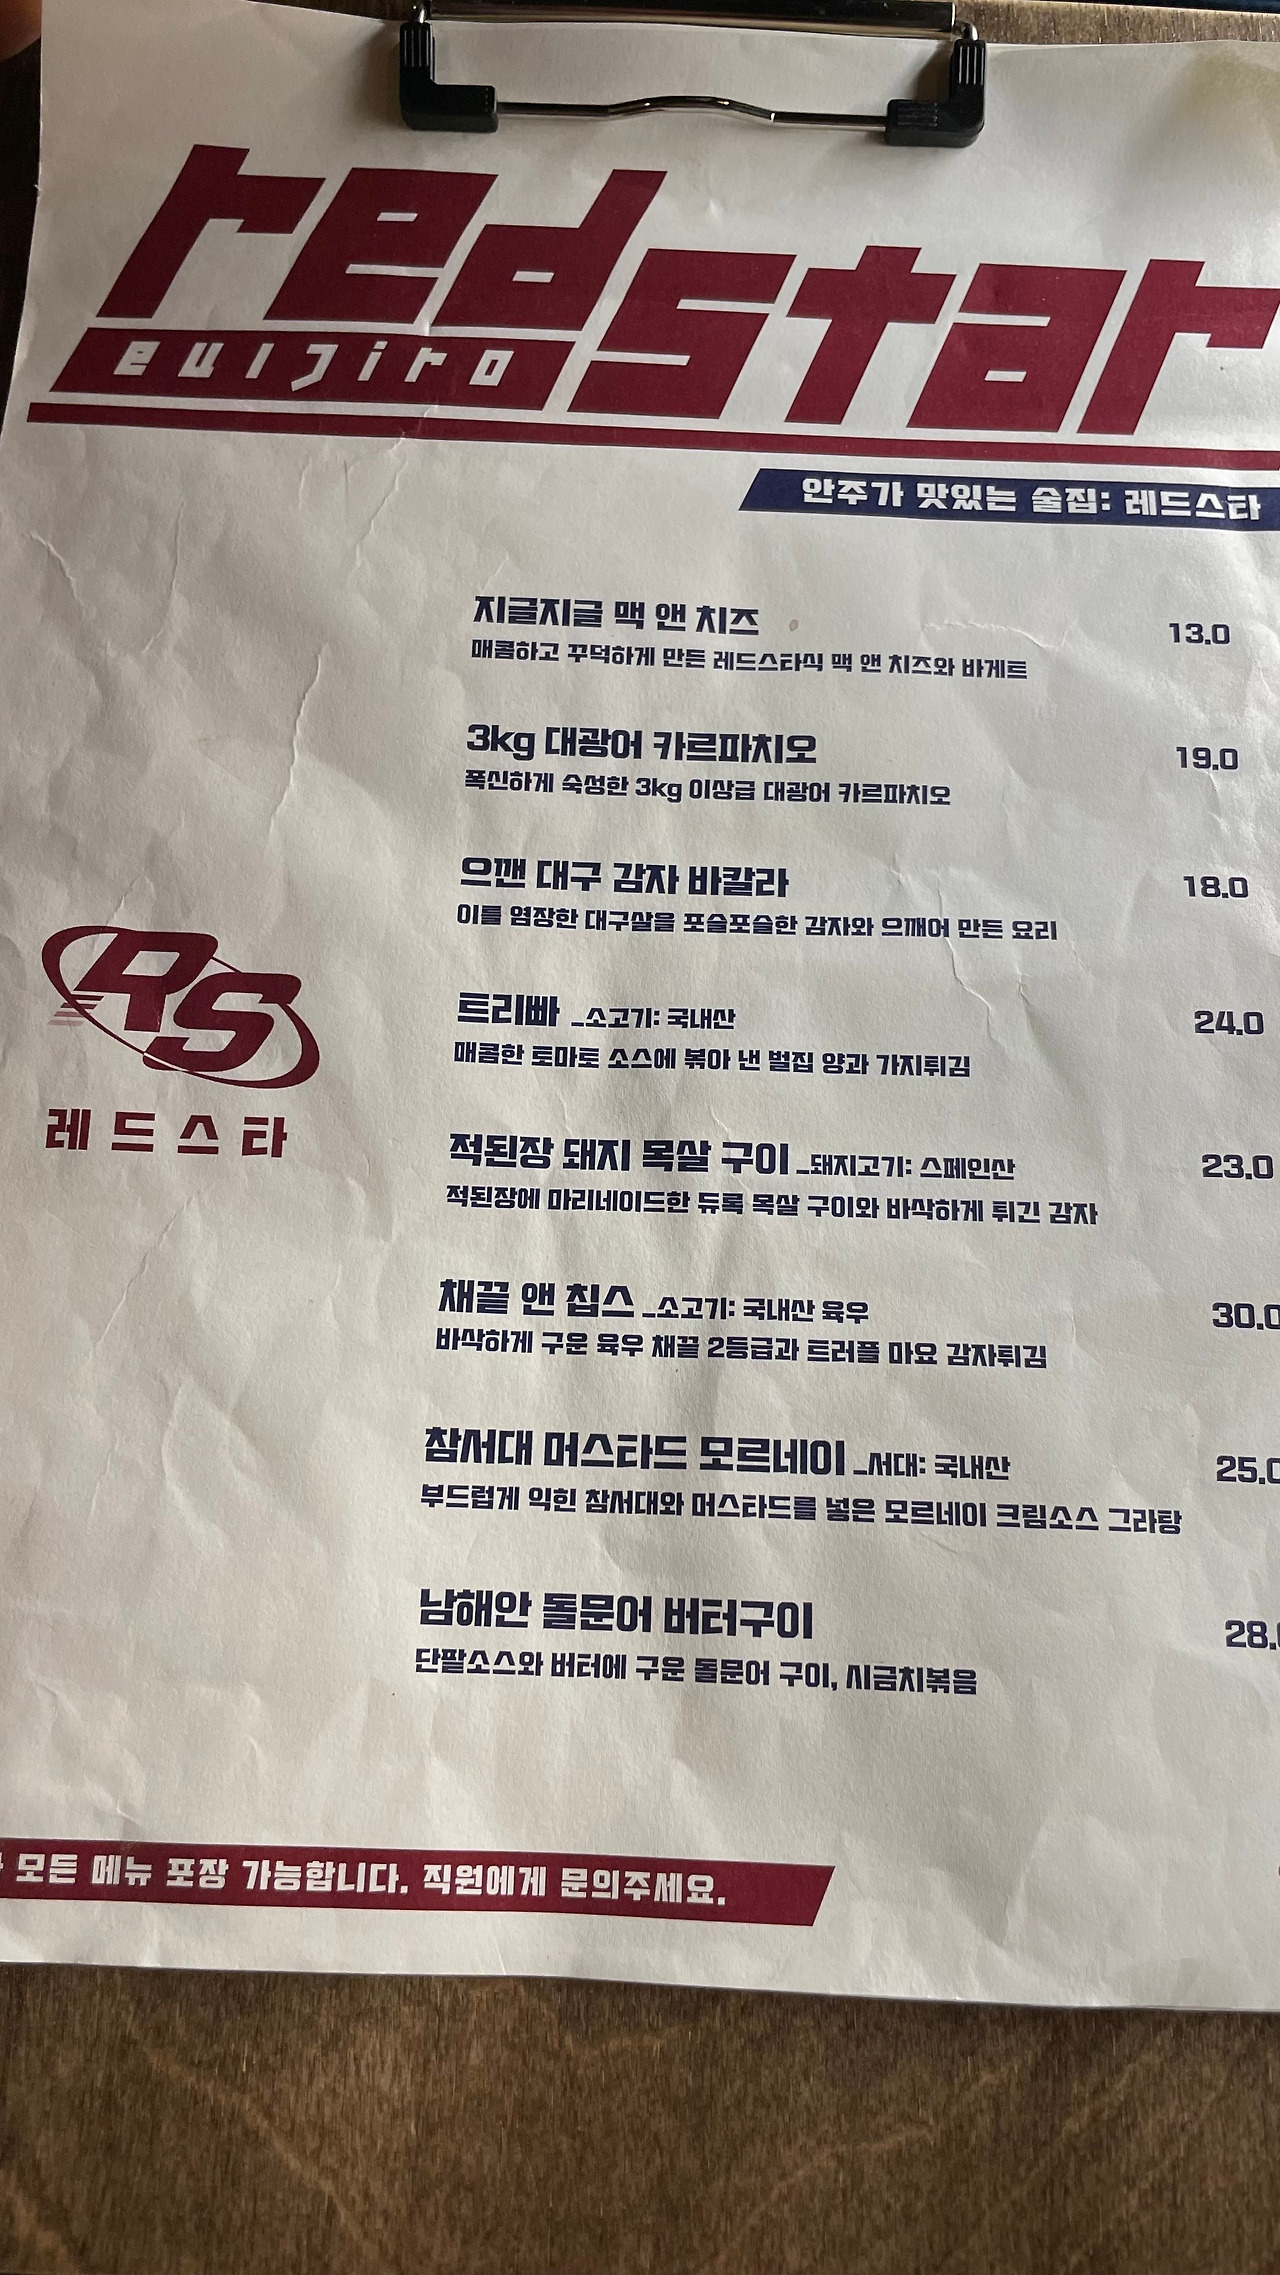 redstar
euljiro
안주가 맛있는 술집: 레드스타
지글지글 맥 앤 치즈 13.0
매콤하고 꾸덕하게 만든 레드스타식 맥 앤 치즈와 바게트
3kg 대광어 카르파치오 19.0
폭신하게 숙성한 3kg 이상급 대광어 카르파치오
으깬 대구 감자 바칼라 18.0
이틀 염장한 대구살을 포슬포슬한 감자와 으깨어 만든 요리
트리빠 _소고기: 국내산 24.0
매콤한 토마토 소스에 볶아 낸 벌집 양과 가지튀김
RS
레드스타
적된장 돼지 목살 구이 _돼지고기: 스페인산 23.0
적된장에 마리네이드한 듀록 목살 구이와 바삭하게 튀긴 감자
채끝 앤 칩스 _소고기: 국내산 육우 30.0
바삭하게 구운 육우 채끝 2등급과 트러플 마요 감자튀김
참서대 머스타드 모르네이 _서대: 국내산 25.0
부드럽게 익힌 참서대와 머스타드를 넣은 모르네이 크림소스 그라탕
남해안 돌문어 버터구이 28.
단팥소스와 버터에 구운 돌문어 구이, 시금치볶음
모든 메뉴 포장 가능합니다. 직원에게 문의주세요.